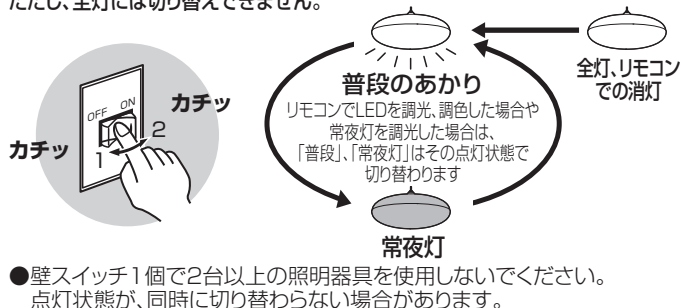 ただし、全灯には切り替えできません。
OFF ON
カチッ
2
カチッ
1
普段のあかり
リモコンでLEDを調光、調色した場合や
常夜灯を調光した場合は、
「普段」、「常夜灯」はその点灯状態で
切り替わります
全灯、リモコン
での消灯
常夜灯
●壁スイッチ1個で2台以上の照明器具を使用しないでください。
点灯状態が、同時に切り替わらない場合があります。